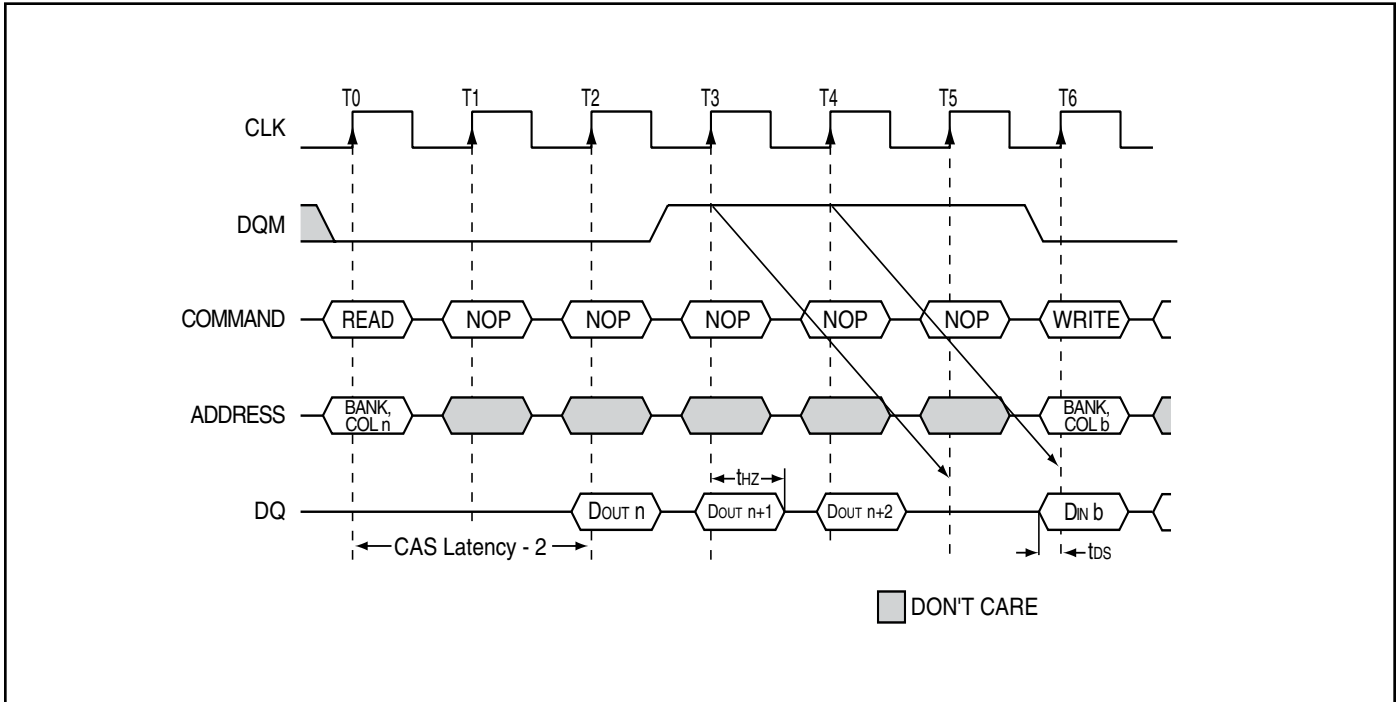 T0 T1 T2 T3 T4 T5 T6
CLK
DQM
COMMAND READ NOP NOP NOP NOP NOP WRITE
ADDRESS BANK, COL n BANK, COL b
tHZ
DQ DOUT n DOUT n+1 DOUT n+2 DIN b
CAS Latency - 2 tDS
DON'T CARE